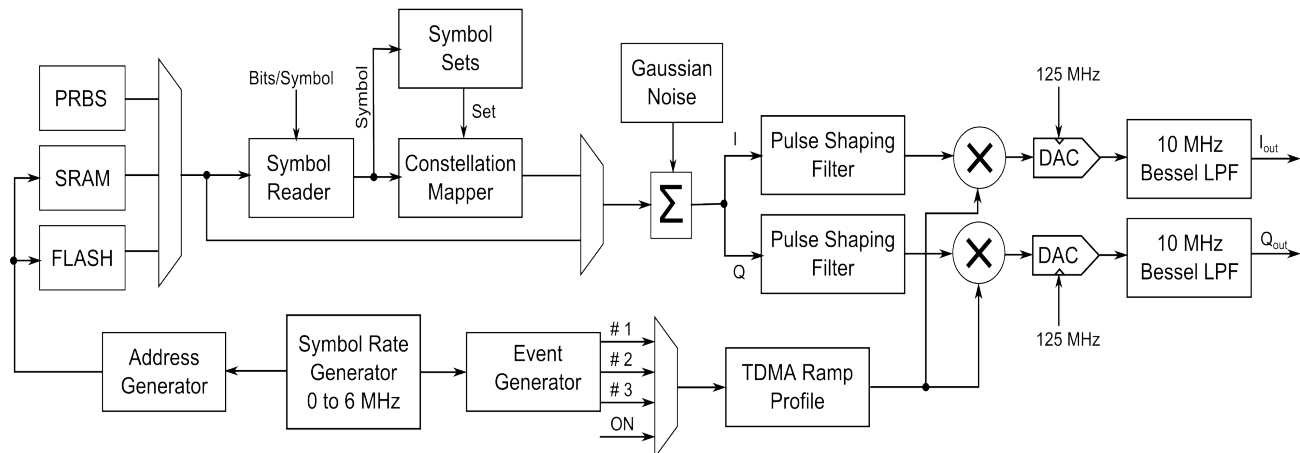 PRBS
SRAM
FLASH
Bits/Symbol
Symbol
Reader
Symbol
Symbol
Sets
Set
Constellation
Mapper
Gaussian
Noise
Σ
I
Q
Pulse Shaping
Filter
Pulse Shaping
Filter
125 MHz
DAC
10 MHz
Bessel LPF
Iout
DAC
125 MHz
10 MHz
Bessel LPF
Qout
Address
Generator
Symbol Rate
Generator
0 to 6 MHz
Event
Generator
# 1
# 2
# 3
ON
TDMA Ramp
Profile